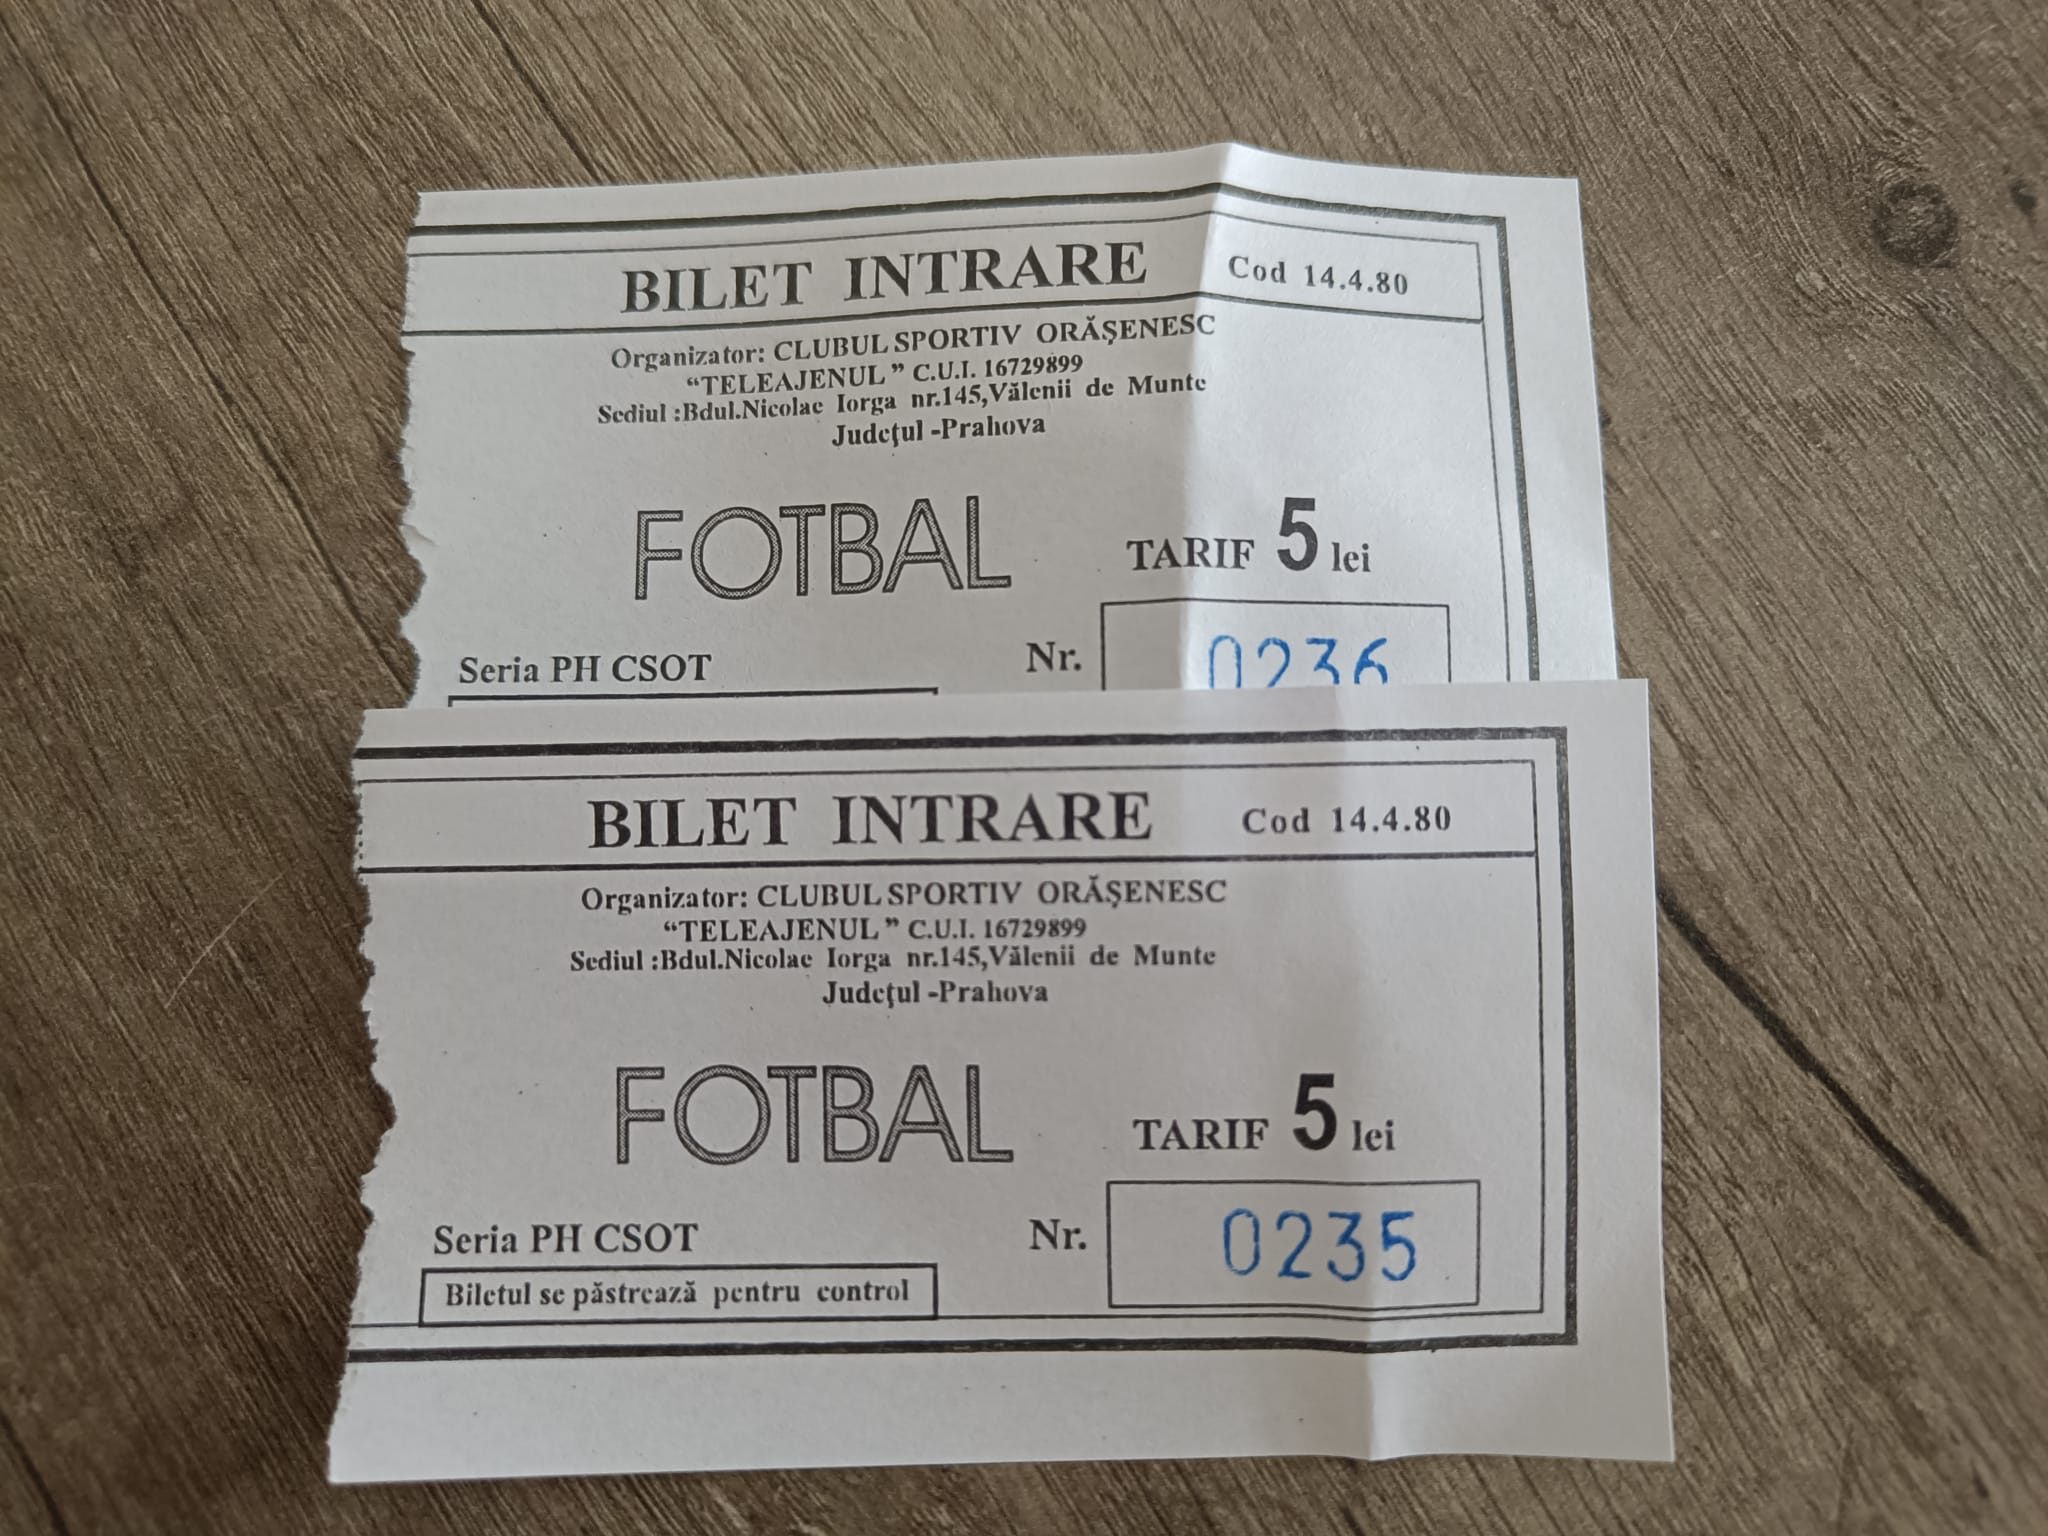 BILET INTRARE Cod 14.4.80
Organizator: CLUBUL SPORTIV ORĂŞENESC
“TELEAJENUL” C.U.I. 16729899
Sediul :Bdul.Nicolae Iorga nr.145,Vălenii de Munte
Judeţul -Prahova
FOTBAL TARIF 5 lei
Seria PH CSOT Nr. 0236
BILET INTRARE Cod 14.4.80
Organizator: CLUBUL SPORTIV ORĂŞENESC
“TELEAJENUL” C.U.I. 16729899
Sediul :Bdul.Nicolae Iorga nr.145,Vălenii de Munte
Judeţul -Prahova
FOTBAL TARIF 5 lei
Seria PH CSOT Nr. 0235
Biletul se păstrează pentru control